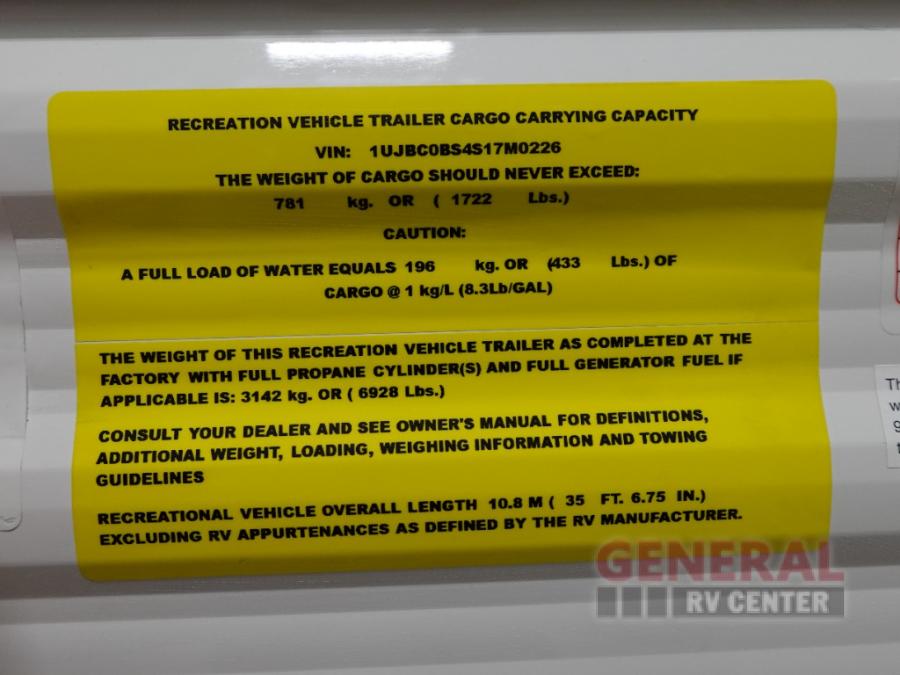 RECREATION VEHICLE TRAILER CARGO CARRYING CAPACITY
VIN: 1UJBC0BS4S17M0226
THE WEIGHT OF CARGO SHOULD NEVER EXCEED:
781 kg. OR ( 1722 Lbs.)
CAUTION:
A FULL LOAD OF WATER EQUALS 196 kg. OR (433 Lbs.) OF
CARGO @ 1 kg/L (8.3Lb/GAL)
THE WEIGHT OF THIS RECREATION VEHICLE TRAILER AS COMPLETED AT THE
FACTORY WITH FULL PROPANE CYLINDER(S) AND FULL GENERATOR FUEL IF
APPLICABLE IS: 3142 kg. OR ( 6928 Lbs.)
CONSULT YOUR DEALER AND SEE OWNER'S MANUAL FOR DEFINITIONS,
ADDITIONAL WEIGHT, LOADING, WEIGHING INFORMATION AND TOWING
GUIDELINES
RECREATIONAL VEHICLE OVERALL LENGTH 10.8 M ( 35 FT. 6.75 IN.)
EXCLUDING RV APPURTENANCES AS DEFINED BY THE RV MANUFACTURER.
GENERAL
RV CENTER